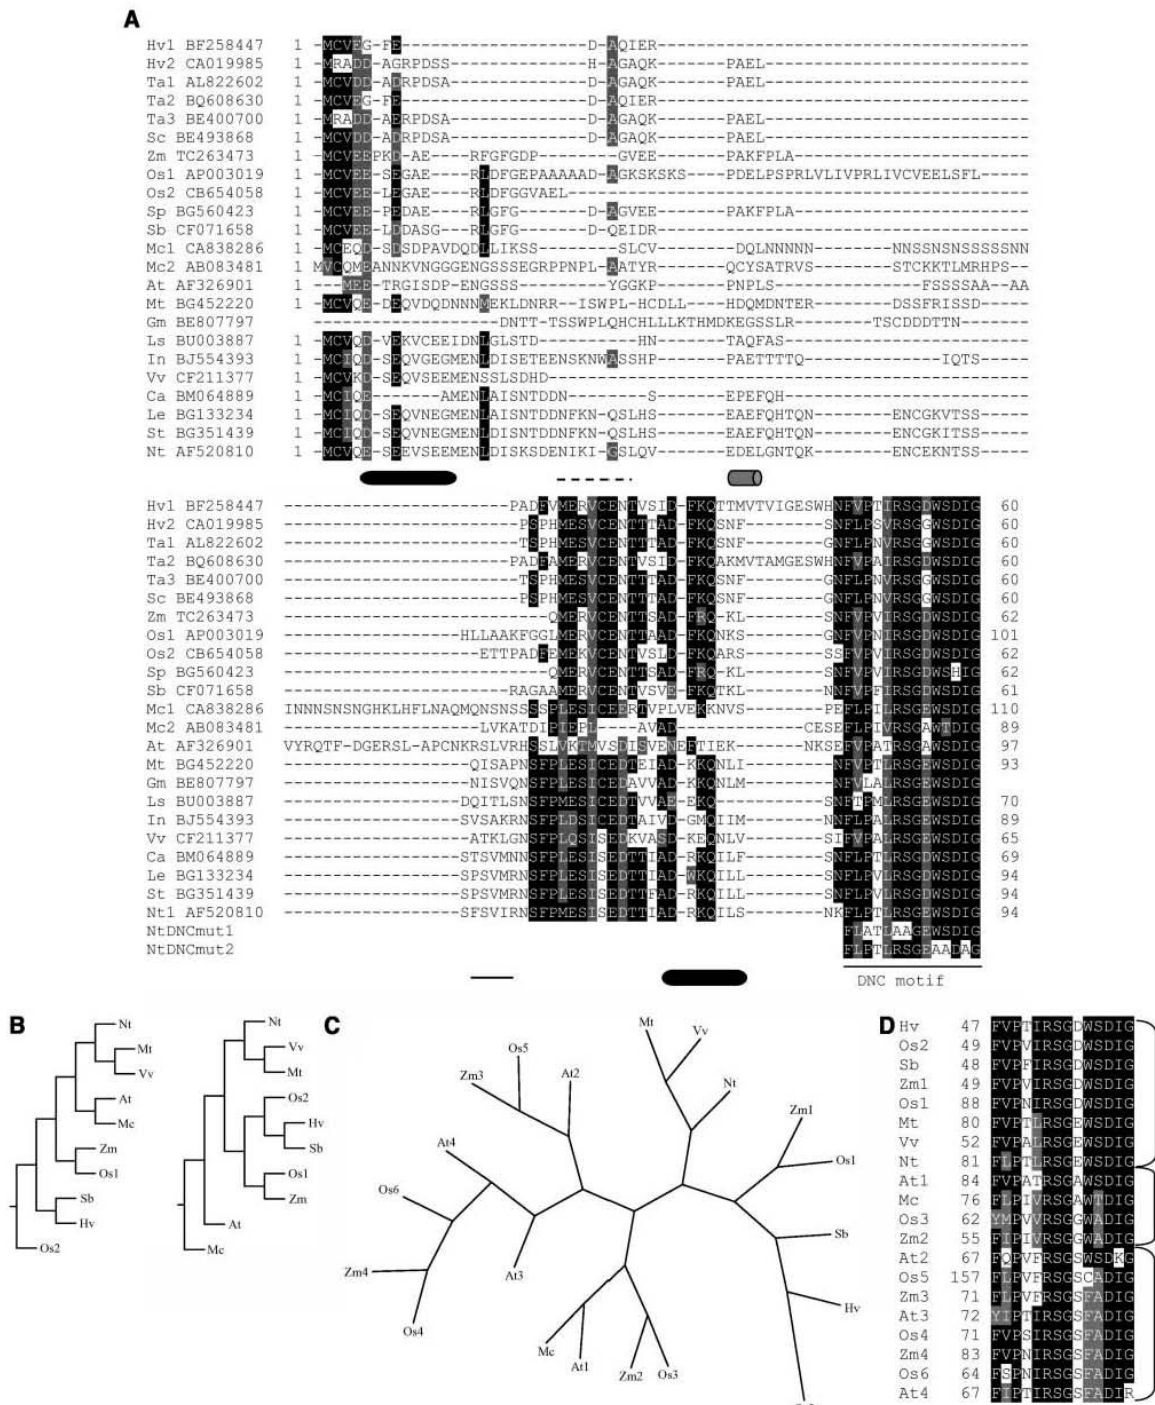 A
Hv1 BF258447 1 -MCVEG-FE-------------------D-AQIER--------------------------------------
Hv2 CA019985 1 -MRADD-AGRPDSS--------------H-AGAQK-------PAEL---------------------------
Ta1 AL822602 1 -MCVDD-ADRPDSA--------------D-AGAQK-------PAEL---------------------------
Ta2 BQ608630 1 -MCVEG-FE-------------------D-AQIER--------------------------------------
Ta3 BE400700 1 -MRADD-AERPDSA--------------D-AGAQK-------PAEL---------------------------
Sc BE493868 1 -MCVDD-ADRPDSA--------------D-AGAQK-------PAEL---------------------------
Zm TC263473 1 -MCVEEPKD-AE----RFGFGDP--------GVEE-------PAKFPLA------------------------
Os1 AP003019 1 -MCVEE-SEGAE----RLDFGEPAAAAAD-AGKSKSKS----PDELPSPRLVLIVPRLIVCVEELSFL-----
Os2 CB654058 1 -MCVEE-LEGAE----RLDFGGVAEL-----------------------------------------------
Sp BG560423 1 -MCVEE-PEDAE----RLGFG-------D-AGVEE-------PAKFPLA------------------------
Sb CF071658 1 -MCVEE-LDDASG---RLGFG-------D-QEIDR--------------------------------------
Mc1 CA838286 1 -MCEQD-SDSDPAVDQDLLIKSS--------SLCV--------DQLNNNNN--------NNSSNSNSSSSSNN
Mc2 AB083481 1 MVCQMEANNKVNGGGENGSSSEGRPPNPL-AATYR-------QCYSATRVS--------STCKKTLMRHPS-
At AF326901 1 ---MEE-TRGISDP-ENGSSS-------YGGKP-----PNPLS---------------FSSSSAA--AA
Mt BG452220 1 -MCVQE-DEQVDQDNNNMEKLDNRR---ISWPL-HCDLL---HDQMDNTER--------DSSFRISSD-----
Gm BE807797 -------------------DNTT-TSSWPLQHCHLLLKTHMDKEGSSLR--------TSCDDDTTN-------
Ls BU003887 1 -MCVQD-VEKVCEEIDNLGLSTD----------HN-------TAQFAS-------------------------
In BJ554393 1 -MCIQD-SEQVGEGMENLDISETEENSKNWASSHP-------PAETTTTQ-------------IQTS------
Vv CF211377 1 -MCVKD-SEQVSEEMENSSLSDHD-------------------------------------------------
Ca BM064889 1 -MCIQE-------AMENLAISNTDDN--------S-------EPEFQH-------------------------
Le BG133234 1 -MCIQD-SEQVNEGMENLDISNTDDNFKN-QSLHS-------EAEFQHTQN--------ENCGKVTSS-----
St BG351439 1 -MCIQD-SEQVNEGMENLDISNTDDNFKN-QSLHS-------EAEFQHTQN--------ENCGKITSS-----
Nt AF520810 1 -MCVQE-SEEVSEEMENLDISKSDENIKI-GSLQV-------EDELGNTQK--------ENCEKNTSS-----
Hv1 BF258447 -----------------------PADFVMERVCENTVSID-FKQTTMVTVIGESWHNFVPTIRSGDWSDIG 60
Hv2 CA019985 ------------------------PSPHMESVCENTTTAD-FKQSNF--------SNFLPSVRSGGWSDIG 60
Ta1 AL822602 ------------------------TSPHMESVCENTTTAD-FKQSNF--------GNFLPNVRSGGWSDIG 60
Ta2 BQ608630 -----------------------PADFAMERVCENTVSID-FKQAKMVTAMGESWHNFVPAIRSGDWSDIG 60
Ta3 BE400700 ------------------------TSPHMESVCENTTTAD-FKQSNF--------GNFLPNVRSGGWSDIG 60
Sc BE493868 ------------------------PSPHMESVCENTTTAD-FKQSNF--------GNFLPNVRSGGWSDIG 60
Zm TC263473 ---------------------------QMERVCENTTSAD-FRQ-KL--------SNFVPVIRSGDWSDIG 62
Os1 AP003019 ------------------HLLAAKFGGLMERVCENTTAAD-FKQNKS--------GNFVPNIRSGDWSDIG 101
Os2 CB654058 --------------------ETTPADFEMEKVCENTVSLD-FKQARS--------SSFVPVIRSGDWSDIG 62
Sp BG560423 ---------------------------QMERVCENTTSAD-FRQ-KL--------SNFVPVIRSGDWSHIG 62
Sb CF071658 -----------------------RAGAAMERVCENTVSVE-FKQTKL--------SNFVPFIRSGDWSDIG 61
Mc1 CA838286 INNNSNSNGHKLHFLNAQMQNSNSSSSPLESICEERTVPLVEKKNVS-------PEFLPILRSGEWSDIG 110
Mc2 AB083481 --------------------LVKATDIPIEPL----AVAD-------------CESEFLPIVRSGAWTDIG 89
At AF326901 VYRQTF-DGERSL-APCNKRSLVRHSSLVKTMVSDISVENEFTIEK-------NKSEFVPATRSGAWSDIG 97
Mt BG452220 -------------------QISAPNSFPLESICEDTEIAD-KKQNLI--------NNFVPTLRSGEWSDIG 93
Gm BE807797 -------------------NISVQNSFPLESICEDAVVAD-KKQNLM--------NNFVLALRSGEWSDIG
Ls BU003887 ------------------DQITLSNSFPMESICEDTVVAE-EKQ-----------SNFTPMLRSGEWSDIG 70
In BJ554393 ------------------SVSAKRNSFPLDSICEDTAIVD-GMQIIM--------NNFLPALRSGEWSDIG 89
Vv CF211377 -------------------ATKLGNSFPLQSISEDKVASD-KEQNLV--------SIFVPALRSGEWSDIG 65
Ca BM064889 ------------------STSVMNNSFPLESISEDTTIAD-RKQILF--------SNFLPTLRSGDWSDIG 69
Le BG133234 ------------------SPSVMRNSFPLESISEDTTFAD-WKQILL--------SNFLPVLRSGEWSDIG 94
St BG351439 ------------------SPSVMRNSFPLESISEDTTFAD-RKQILL--------SNFLPTLRSGEWSDIG 94
Nt1 AF520810 ------------------SFSVIRNSFPMESISEDTTIAD-RKQILS--------NKFLPTLRSGEWSDIG 94
NtDNCmut1 FLATLAAGEWSDIG
NtDNCmut2 FLPTLRSGEAADAG
DNC motif
B
Nt
Mt
Vv
At
Mc
Zm
Os1
Sb
Hv
Os2
Nt
Vv
Mt
Os2
Hv
Sb
Os1
Zm
At
Mc
C
Mt
Vv
Nt
Os5
Zm3
At2
Zm1
Os1
At4
Os6
Sb
Zm4
At3
Hv
Os4
Mc
At1
Zm2
Os3
D
Hv 47 FVPTIRSGDWSDIG
Os2 49 FVPVIRSGDWSDIG
Sb 48 FVPFIRSGDWSDIG
Zm1 49 FVPVIRSGDWSDIG
Os1 88 FVPNIRSGDWSDIG
Mt 80 FVPTLRSGEWSDIG
Vv 52 FVPALRSGEWSDIG
Nt 81 FLPTLRSGEWSDIG
At1 84 FVPATRSGAWSDIG
Mc 76 FLPIVRSGAWTDIG
Os3 62 YMPVVRSGGWADIG
Zm2 55 FIPIVRSGGWADIG
At2 67 FQPVFRSGSWSDKG
Os5 157 FLPVFRSGSCADIG
Zm3 71 FLPVFRSGSFADIG
At3 72 YIPTIRSGSFADIG
Os4 71 FVPSIRSGSFADIG
Zm4 83 FVPNIRSGSFADIG
Os6 64 FSPNIRSGSFADIG
At4 67 FIPTIRSGSFADIR